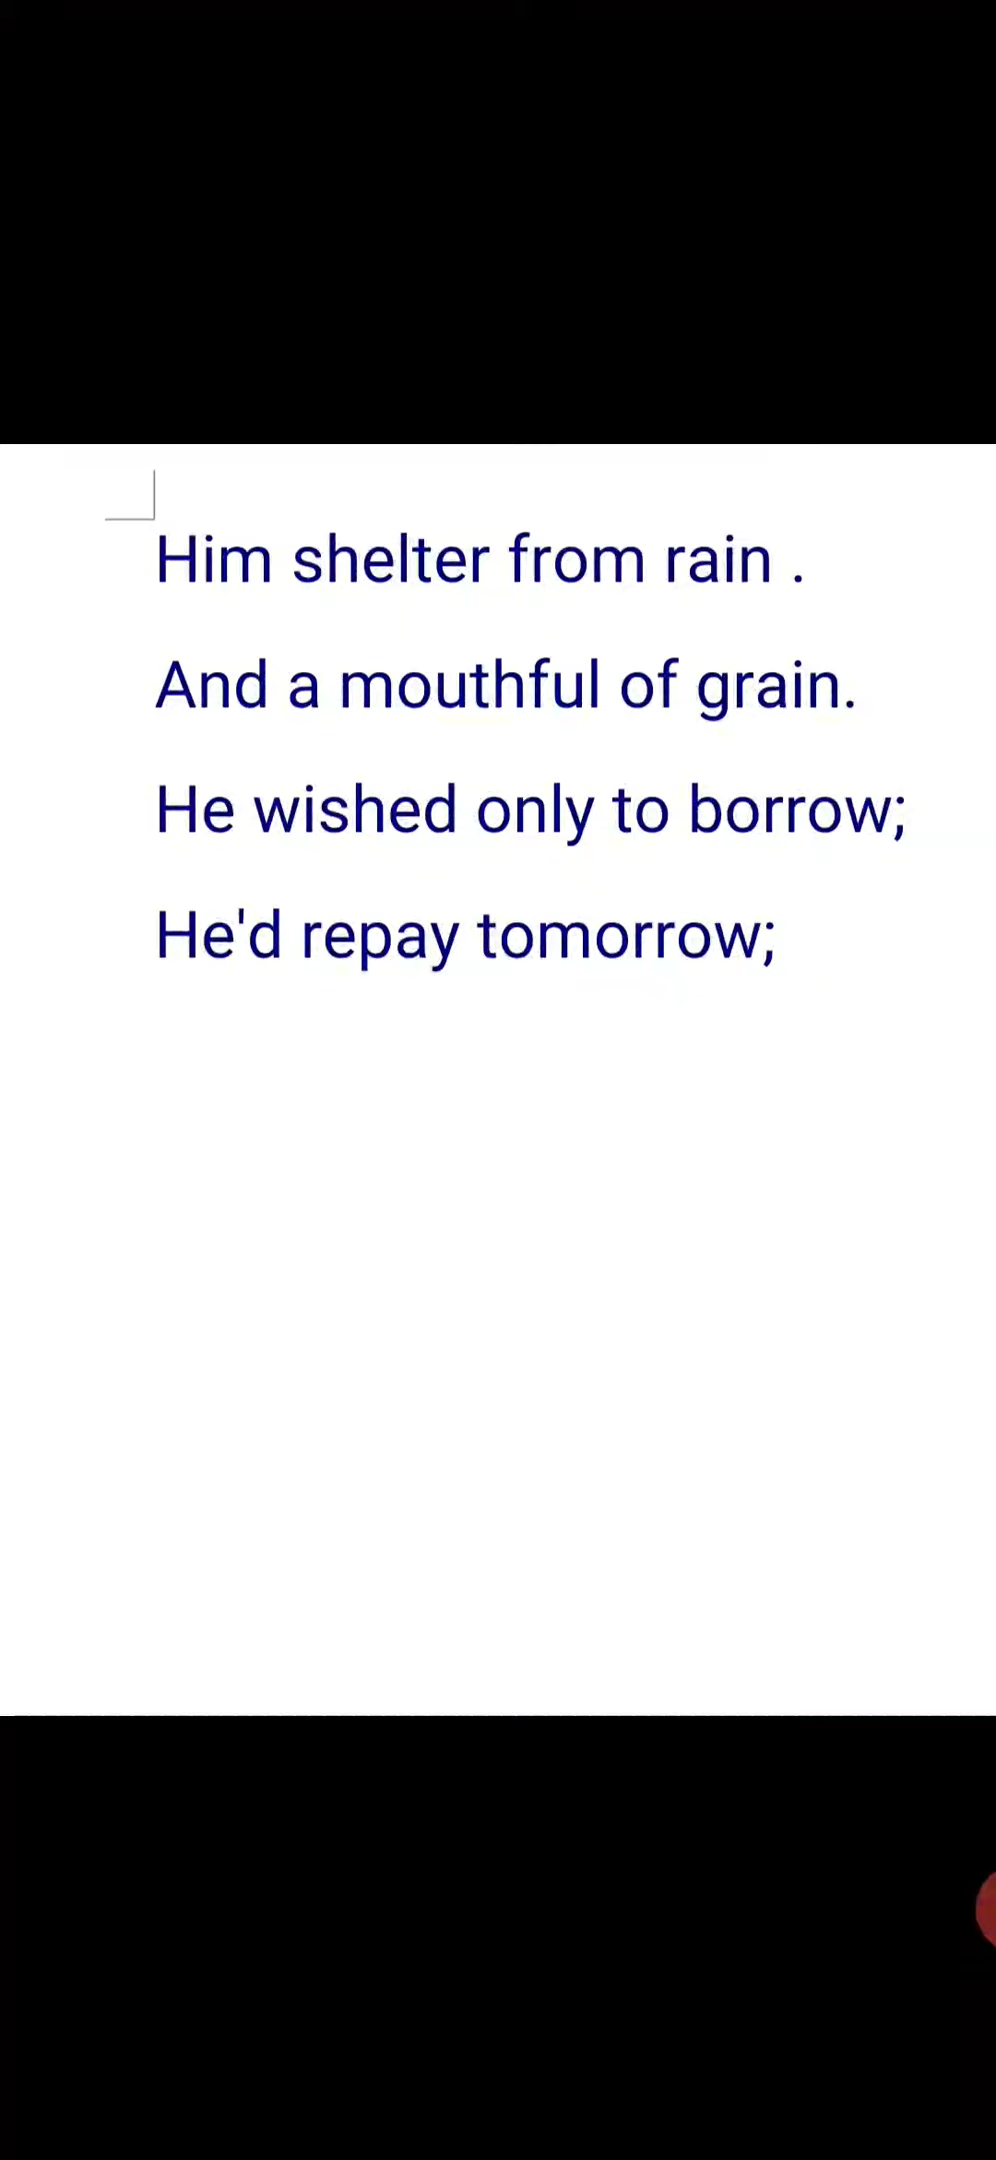 Him shelter from rain .
And a mouthful of grain.
He wished only to borrow;
He'd repay tomorrow;